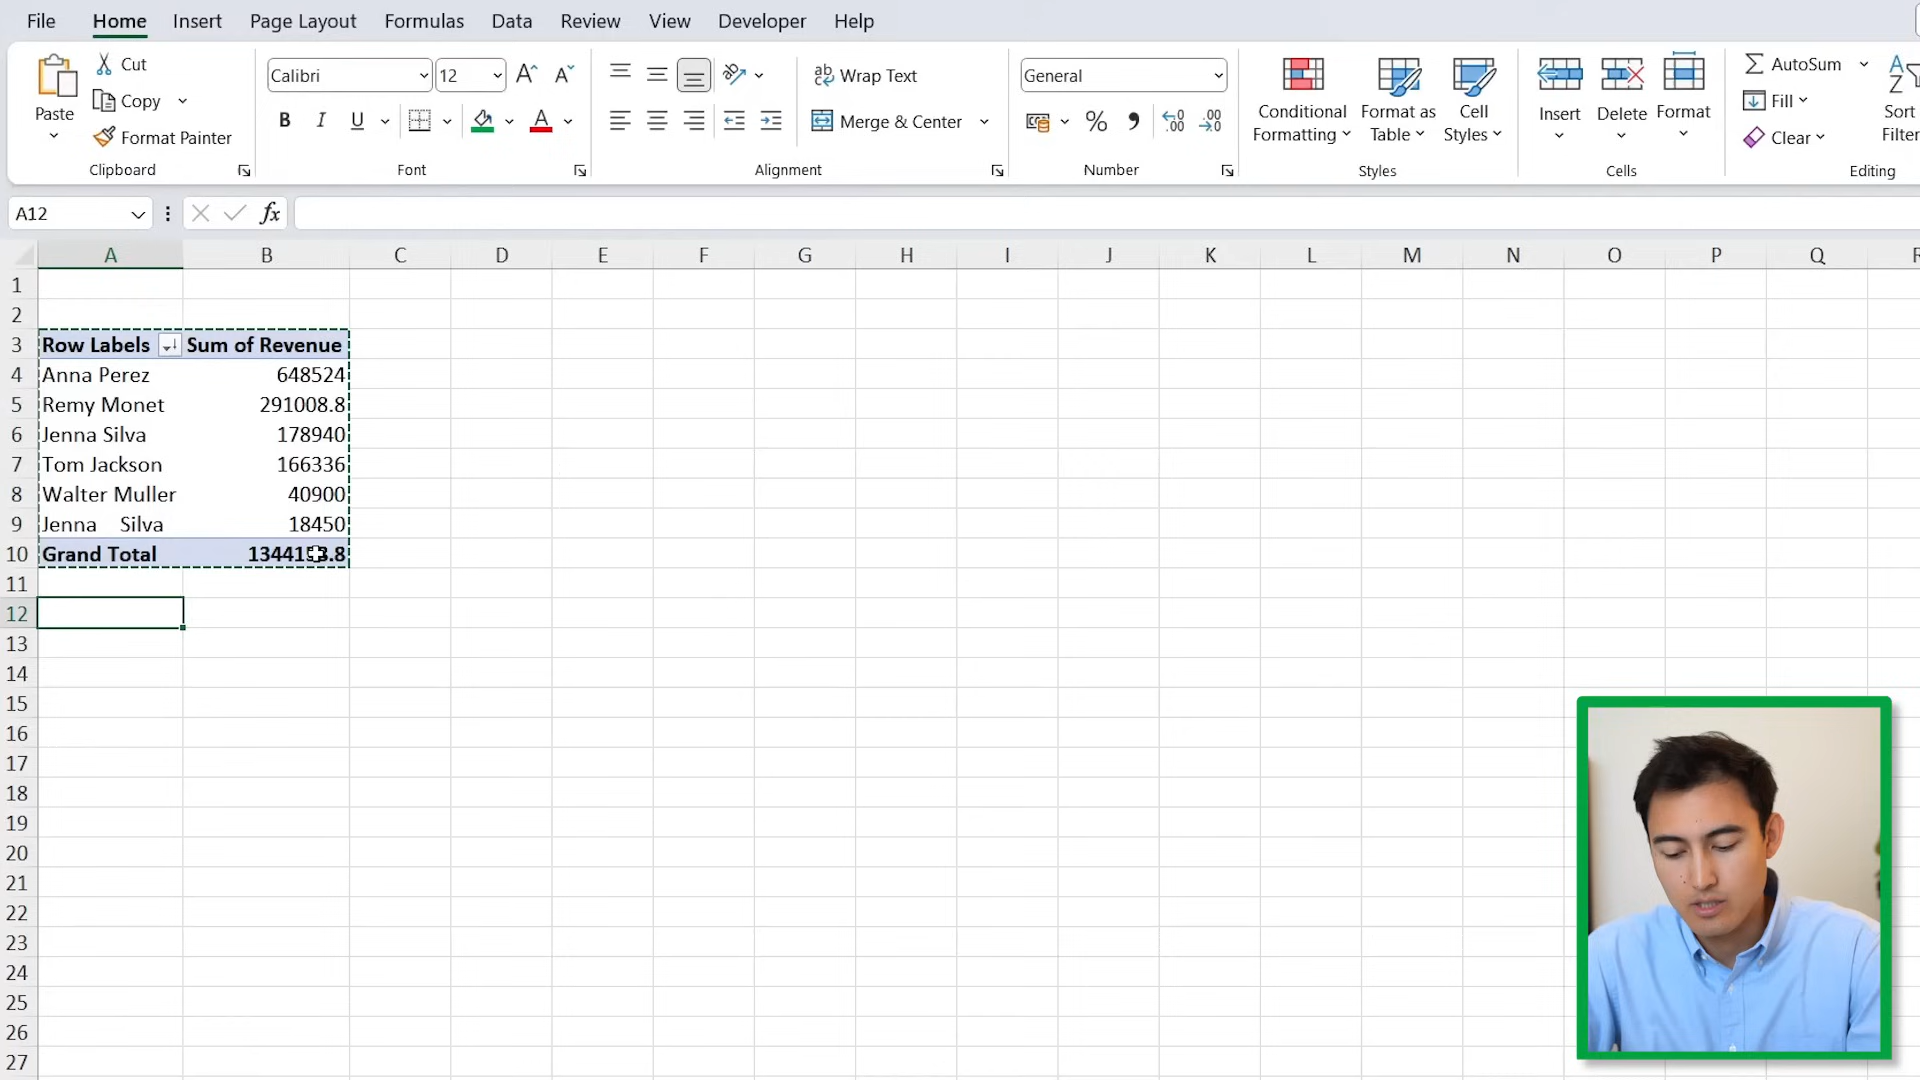 File Home Insert Page Layout Formulas Data Review View Developer Help
Paste
Cut
Copy
Format Painter
Clipboard
Calibri 12
B I U
Font
Wrap Text
Merge & Center
Alignment
General
Number
Conditional Formatting
Format as Table
Cell Styles
Styles
Insert Delete Format
Cells
AutoSum
Fill
Clear
Sort
Filter
Editing
A12 fx
A B C D E F G H I J K L M N O P Q R
1
2
3 Row Labels Sum of Revenue
4 Anna Perez 648524
5 Remy Monet 291008.8
6 Jenna Silva 178940
7 Tom Jackson 166336
8 Walter Muller 40900
9 Jenna    Silva 18450
10 Grand Total
11
12
13
14
15
16
17
18
19
20
21
22
23
24
25
26
27